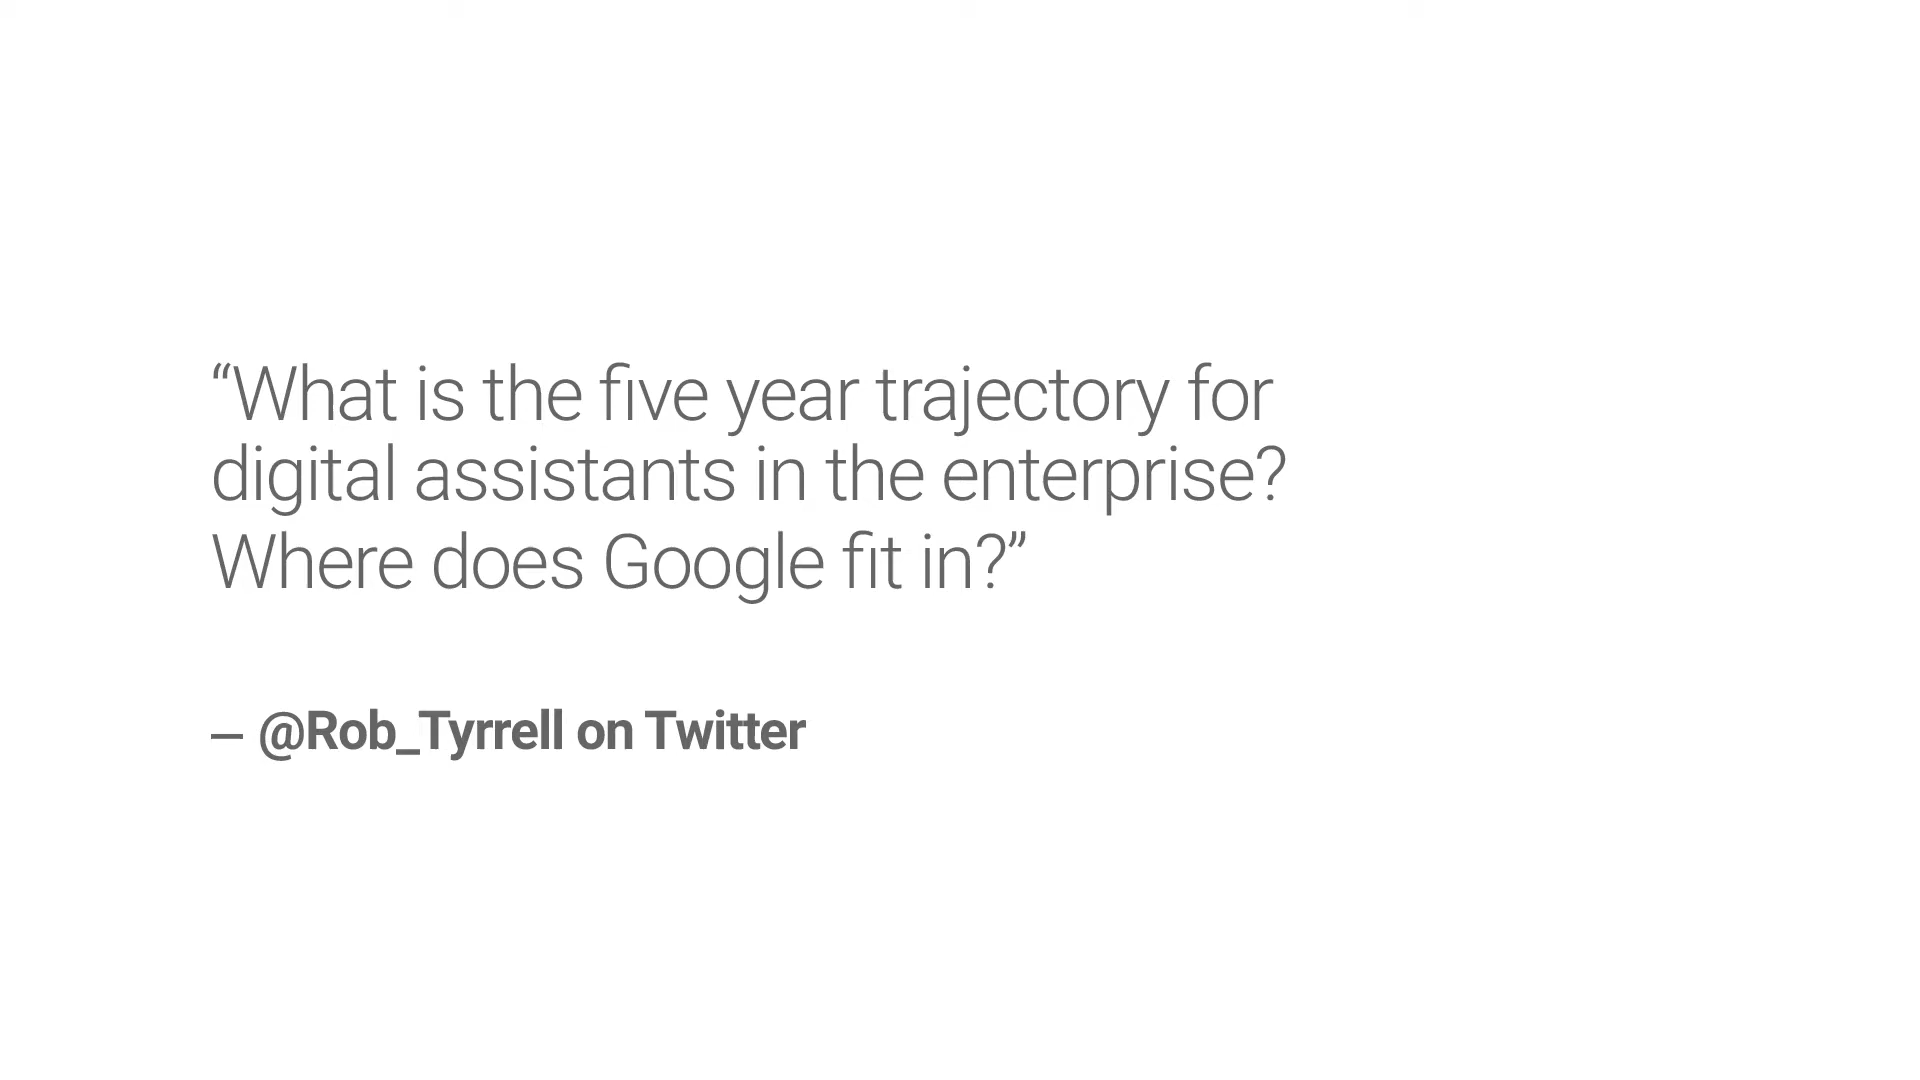 “What is the five year trajectory for
digital assistants in the enterprise?
Where does Google fit in?”
— @Rob_Tyrrell on Twitter